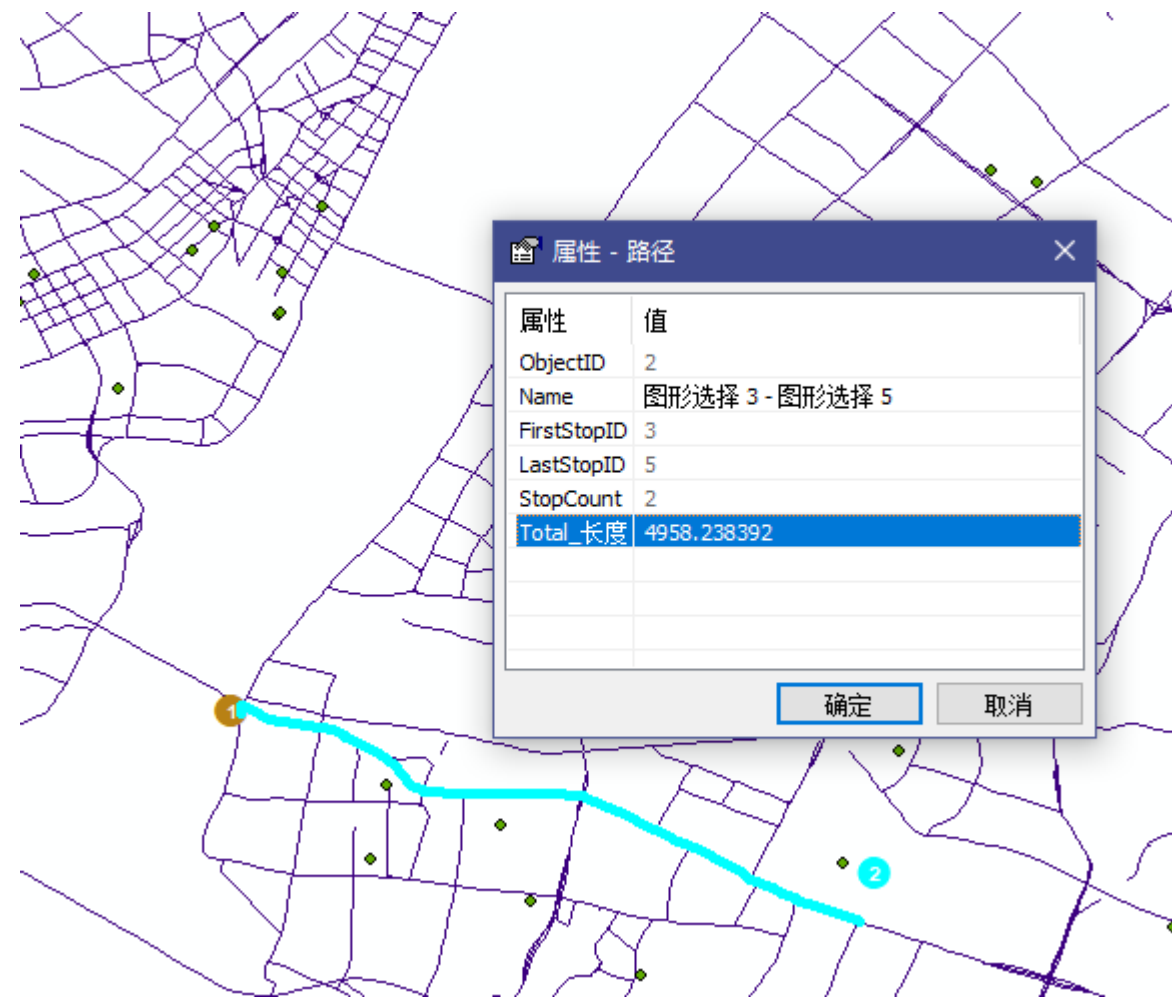 属性 - 路径
属性 值
ObjectID 2
Name 图形选择 3 - 图形选择 5
FirstStopID 3
LastStopID 5
StopCount 2
Total_长度 4958.238392
确定 取消
1
2